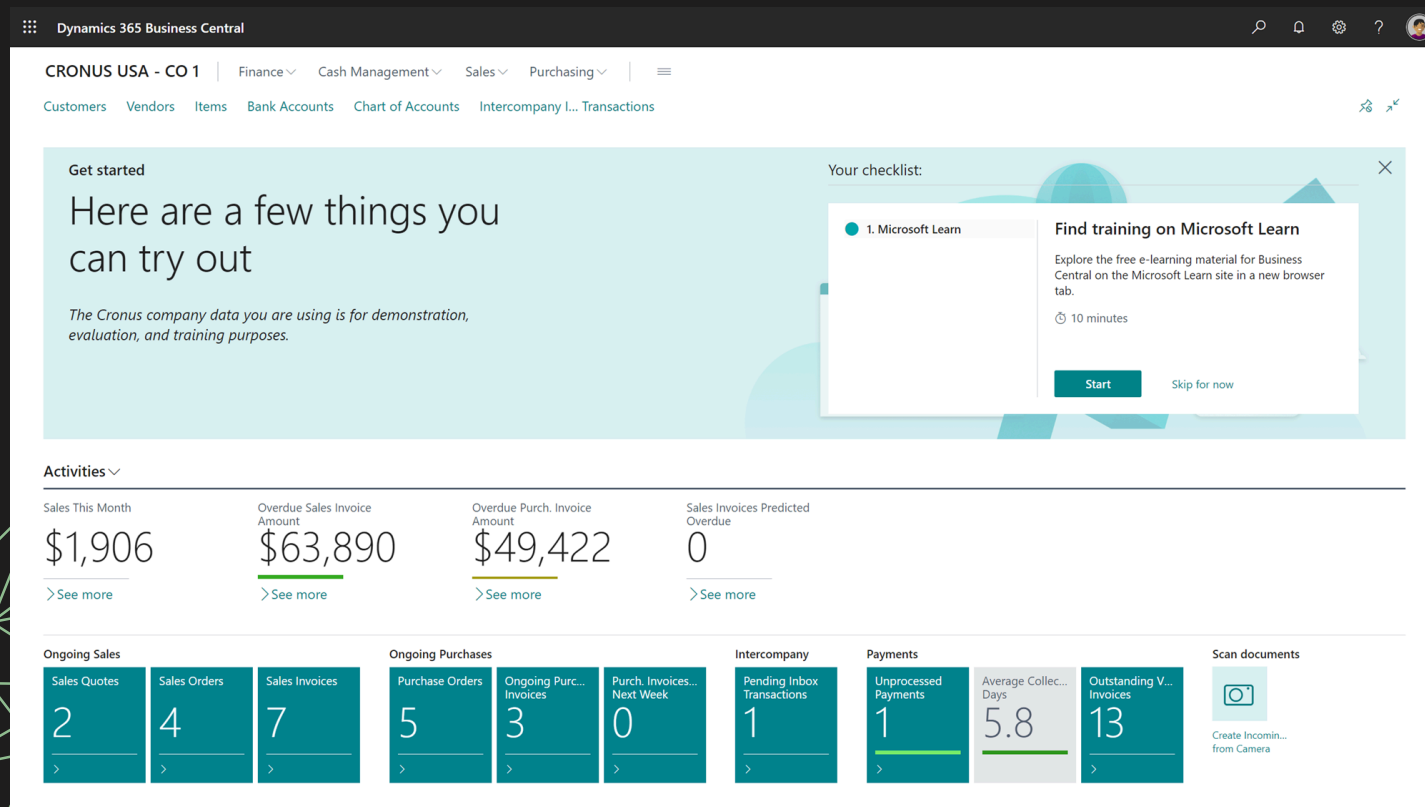 Dynamics 365 Business Central
?
CRONUS USA - CO 1
Finance
Cash Management
Sales
Purchasing
Customers
Vendors
Items
Bank Accounts
Chart of Accounts
Intercompany I... Transactions
Get started
Here are a few things you
can try out
The Cronus company data you are using is for demonstration,
evaluation, and training purposes.
Your checklist:
1. Microsoft Learn
Find training on Microsoft Learn
Explore the free e-learning material for Business
Central on the Microsoft Learn site in a new browser
tab.
10 minutes
Start
Skip for now
Activities
Sales This Month
$1,906
See more
Overdue Sales Invoice
Amount
$63,890
See more
Overdue Purch. Invoice
Amount
$49,422
See more
Sales Invoices Predicted
Overdue
0
See more
Ongoing Sales
Sales Quotes
2
Sales Orders
4
Sales Invoices
7
Ongoing Purchases
Purchase Orders
5
Ongoing Purc...
Invoices
3
Purch. Invoices...
Next Week
0
Intercompany
Pending Inbox
Transactions
1
Payments
Unprocessed
Payments
1
Average Collec...
Days
5.8
Outstanding V...
Invoices
13
Scan documents
Create Incomin...
from Camera